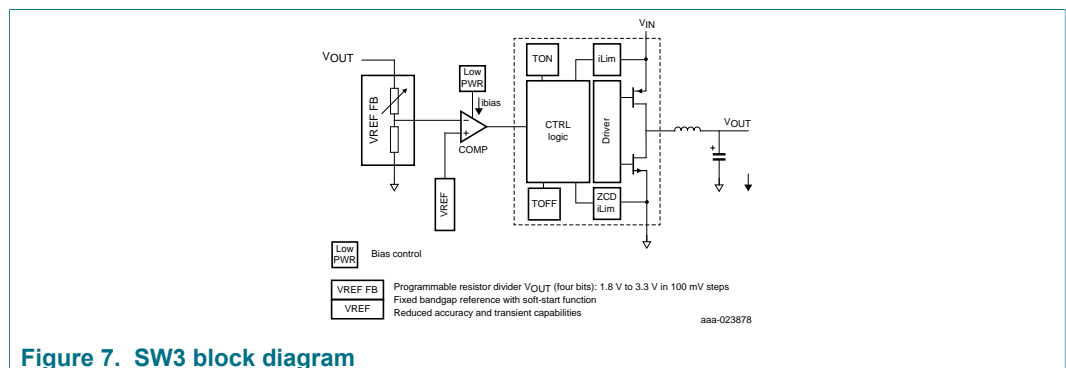 VIN
VOUT
TON
iLim
Low
PWR
VREF FB
ibias
CTRL
logic
Driver
VOUT
−
+
COMP
+
VREF
TOFF
ZCD
iLim
Low
PWR
Bias control
VREF FB
Programmable resistor divider VOUT (four bits): 1.8 V to 3.3 V in 100 mV steps
Fixed bandgap reference with soft-start function
VREF
Reduced accuracy and transient capabilities
aaa-023878
Figure 7. SW3 block diagram